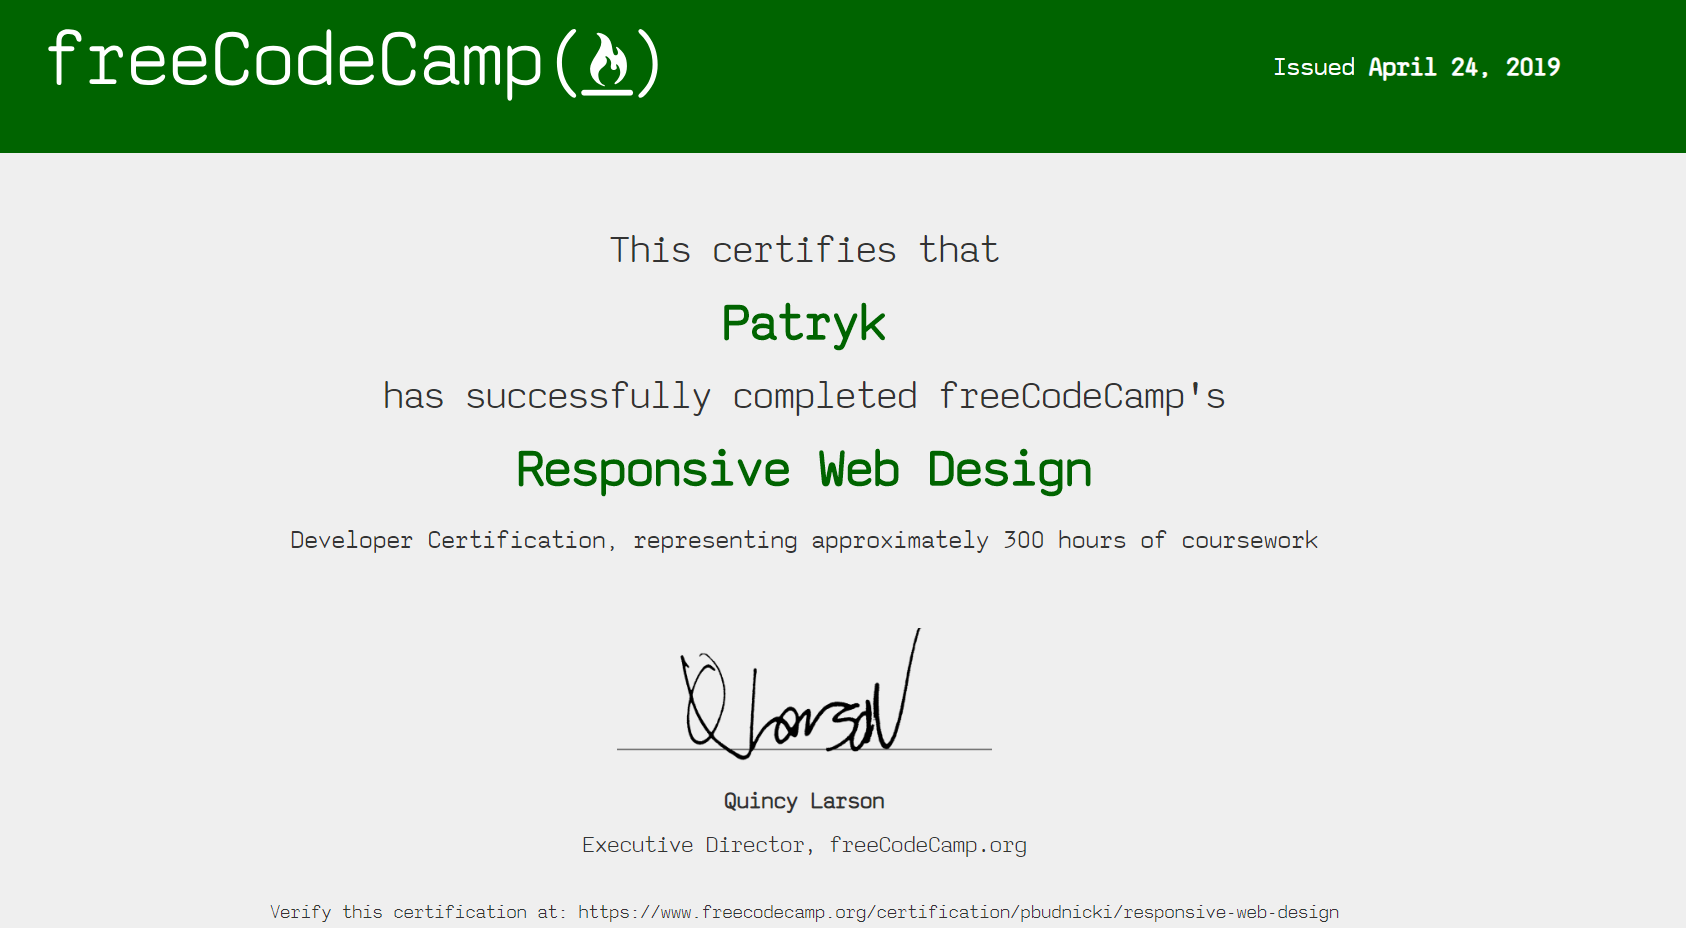 freeCodeCamp(🔥)
Issued April 24, 2019
This certifies that
Patryk
has successfully completed freeCodeCamp's
Responsive Web Design
Developer Certification, representing approximately 300 hours of coursework
Q Larson
Quincy Larson
Executive Director, freeCodeCamp.org
Verify this certification at: https://www.freecodecamp.org/certification/pbudnicki/responsive-web-design